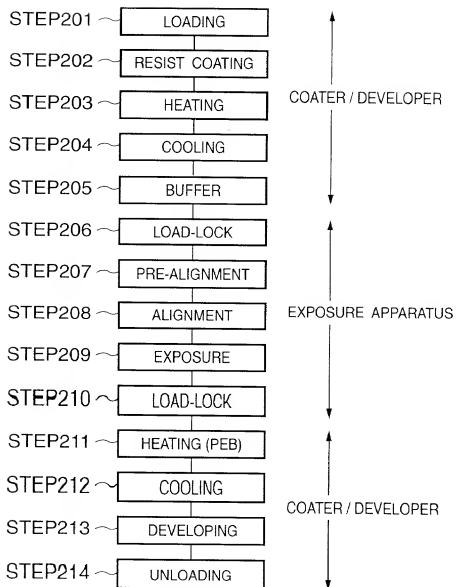 STEP201 LOADING
STEP202 RESIST COATING
STEP203 HEATING
COATER / DEVELOPER
STEP204 COOLING
STEP205 BUFFER
STEP206 LOAD-LOCK
STEP207 PRE-ALIGNMENT
STEP208 ALIGNMENT
EXPOSURE APPARATUS
STEP209 EXPOSURE
STEP210 LOAD-LOCK
STEP211 HEATING (PEB)
STEP212 COOLING
COATER / DEVELOPER
STEP213 DEVELOPING
STEP214 UNLOADING